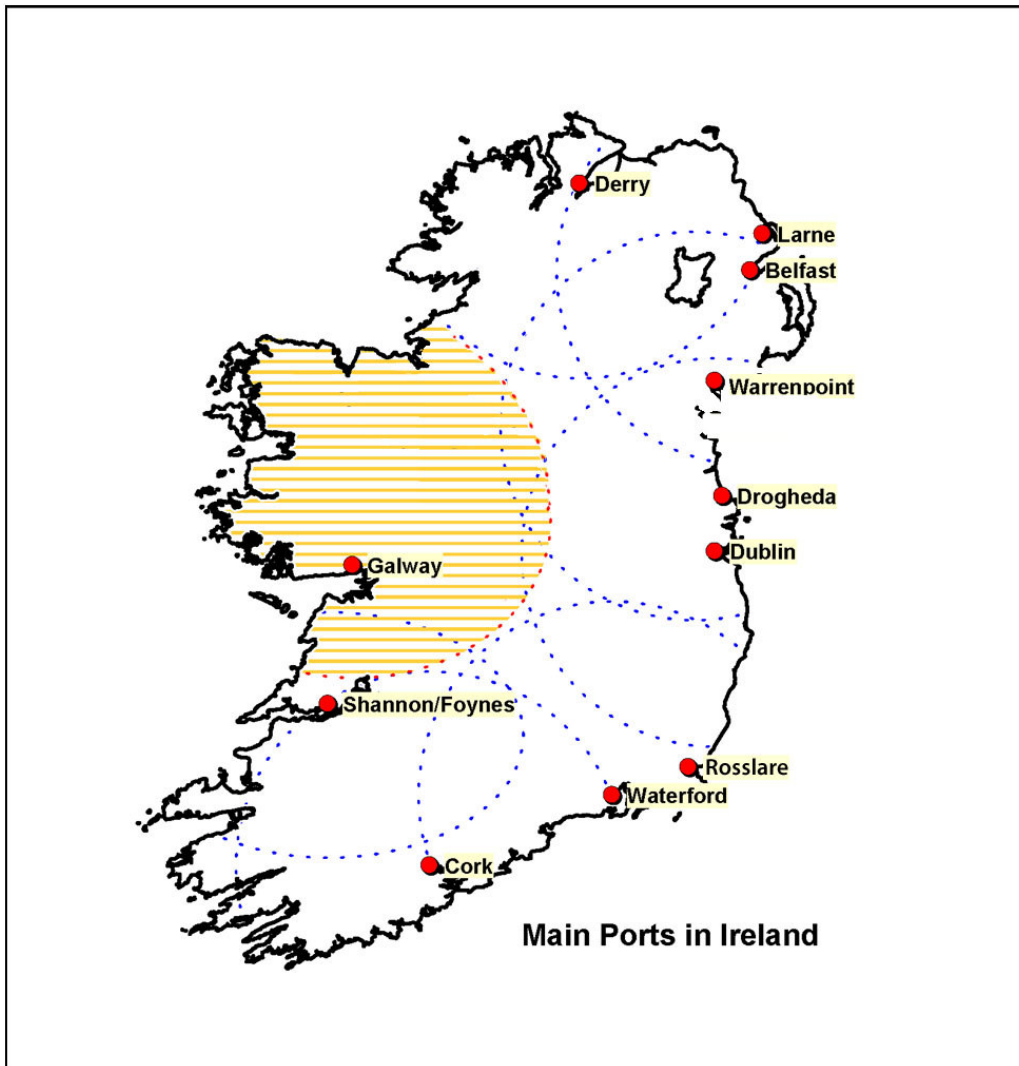 Derry
Larne
Belfast
Warrenpoint
Drogheda
Dublin
Galway
Shannon/Foynes
Rosslare
Waterford
Cork
Main Ports in Ireland